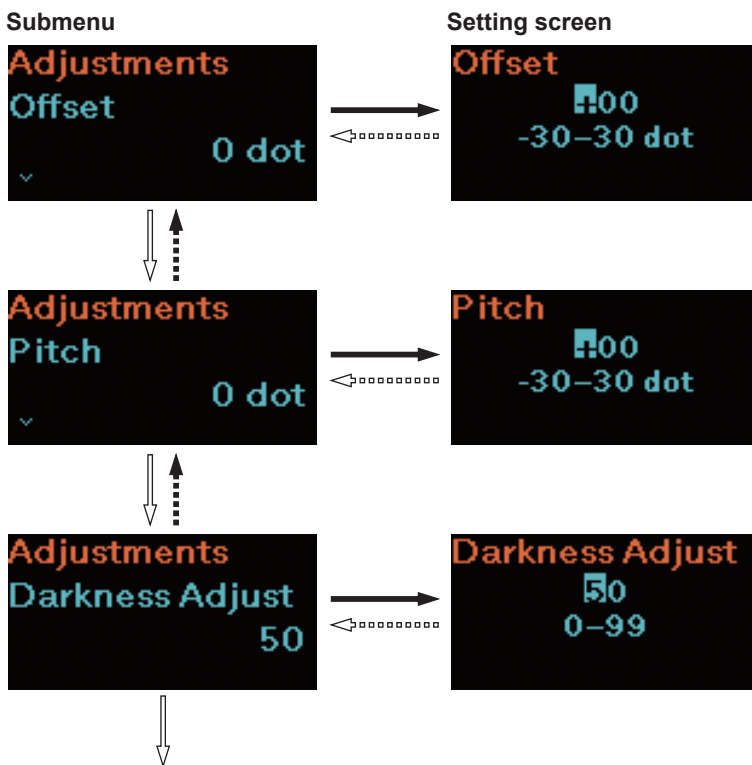 Submenu
Setting screen
Adjustments
Offset
0 dot
Offset
+00
-30–30 dot
Adjustments
Pitch
0 dot
Pitch
+00
-30–30 dot
Adjustments
Darkness Adjust
50
Darkness Adjust
50
0–99